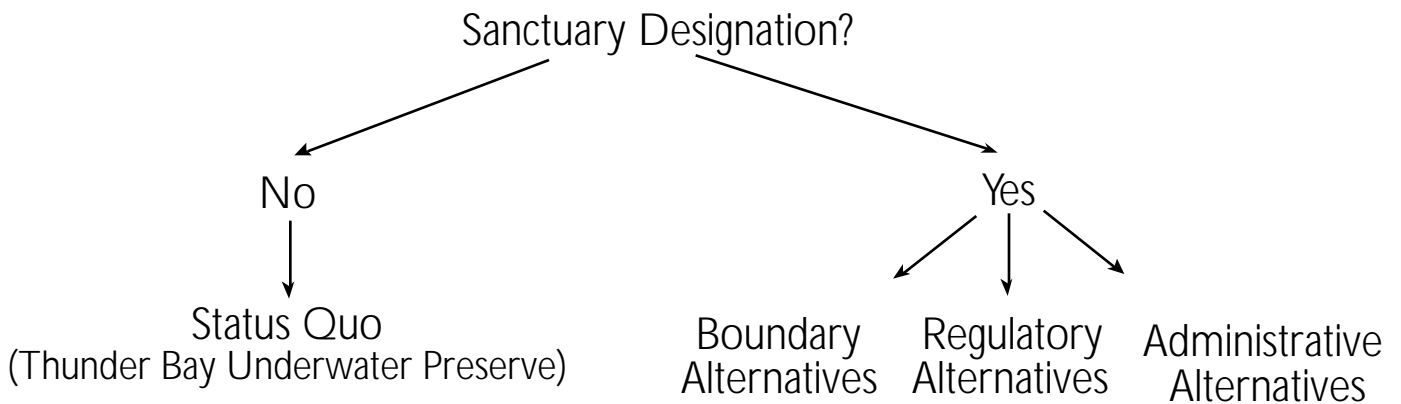 Sanctuary Designation?
No
Yes
Status Quo
(Thunder Bay Underwater Preserve)
Boundary
Alternatives
Regulatory
Alternatives
Administrative
Alternatives